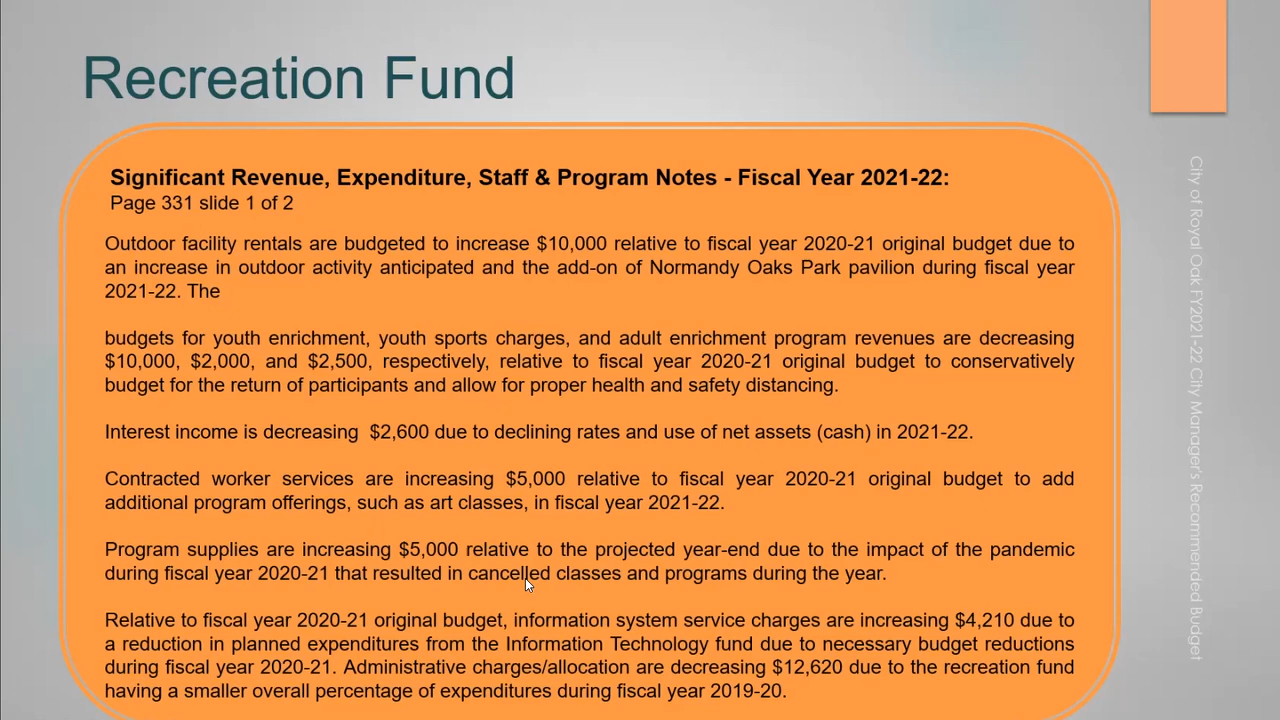 Recreation Fund
Significant Revenue, Expenditure, Staff & Program Notes - Fiscal Year 2021-22:
Page 331 slide 1 of 2
Outdoor facility rentals are budgeted to increase $10,000 relative to fiscal year 2020-21 original budget due to
an increase in outdoor activity anticipated and the add-on of Normandy Oaks Park pavilion during fiscal year
2021-22. The
budgets for youth enrichment, youth sports charges, and adult enrichment program revenues are decreasing
$10,000, $2,000, and $2,500, respectively, relative to fiscal year 2020-21 original budget to conservatively
budget for the return of participants and allow for proper health and safety distancing.
Interest income is decreasing  $2,600 due to declining rates and use of net assets (cash) in 2021-22.
Contracted worker services are increasing $5,000 relative to fiscal year 2020-21 original budget to add
additional program offerings, such as art classes, in fiscal year 2021-22.
Program supplies are increasing $5,000 relative to the projected year-end due to the impact of the pandemic
during fiscal year 2020-21 that resulted in cancelled classes and programs during the year.
Relative to fiscal year 2020-21 original budget, information system service charges are increasing $4,210 due to
a reduction in planned expenditures from the Information Technology fund due to necessary budget reductions
during fiscal year 2020-21. Administrative charges/allocation are decreasing $12,620 due to the recreation fund
having a smaller overall percentage of expenditures during fiscal year 2019-20.
City of Royal Oak FY2021-22 City Manager's Recommended Budget